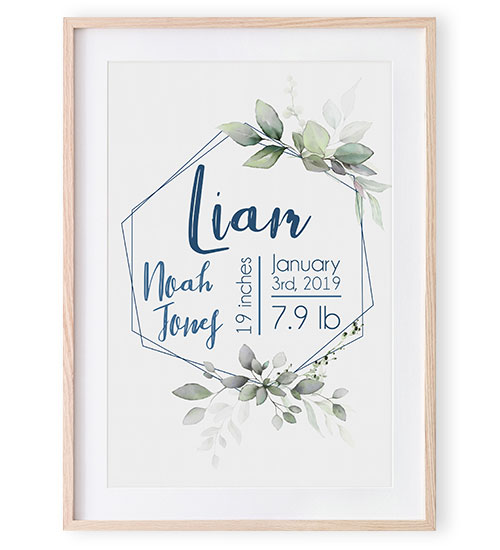 Liam
Noah
Jones
19 inches
January
3rd, 2019
7.9 lb